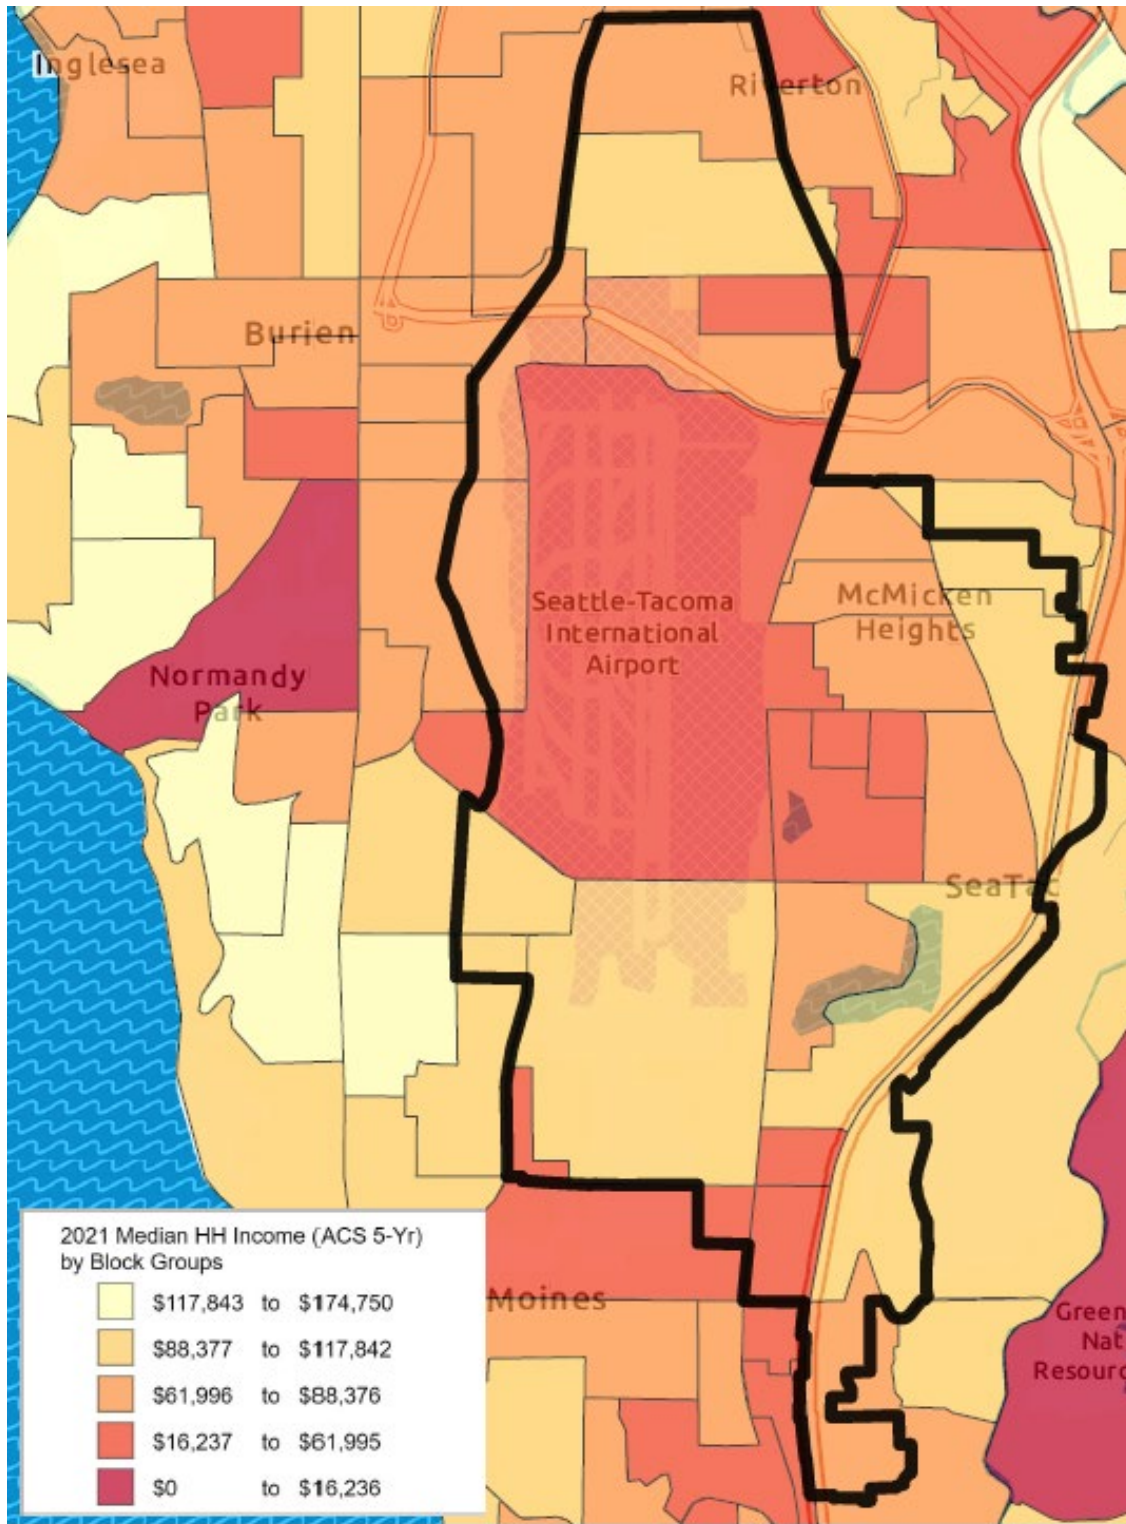 Inglesea
Riverton
Burien
Seattle-Tacoma
International
Airport
McMicken
Heights
Normandy
Park
SeaTac
Moines
Green
Nat
Resourc
2021 Median HH Income (ACS 5-Yr)
by Block Groups
$117,843 to $174,750
$88,377 to $117,842
$61,996 to $88,376
$16,237 to $61,995
$0 to $16,236